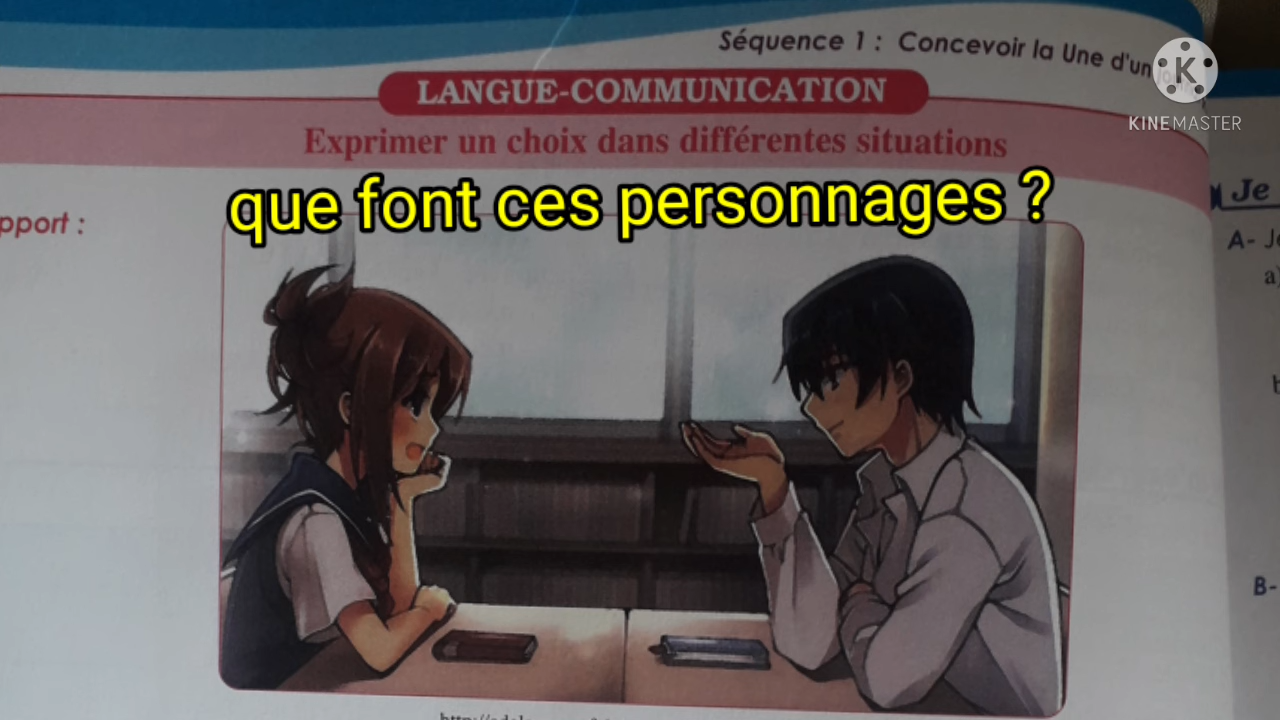 Séquence 1 : Concevoir la Une d'un
KINEMASTER
LANGUE-COMMUNICATION
Exprimer un choix dans différentes situations
que font ces personnages ?
pport :
Je
A- J
a)
B-